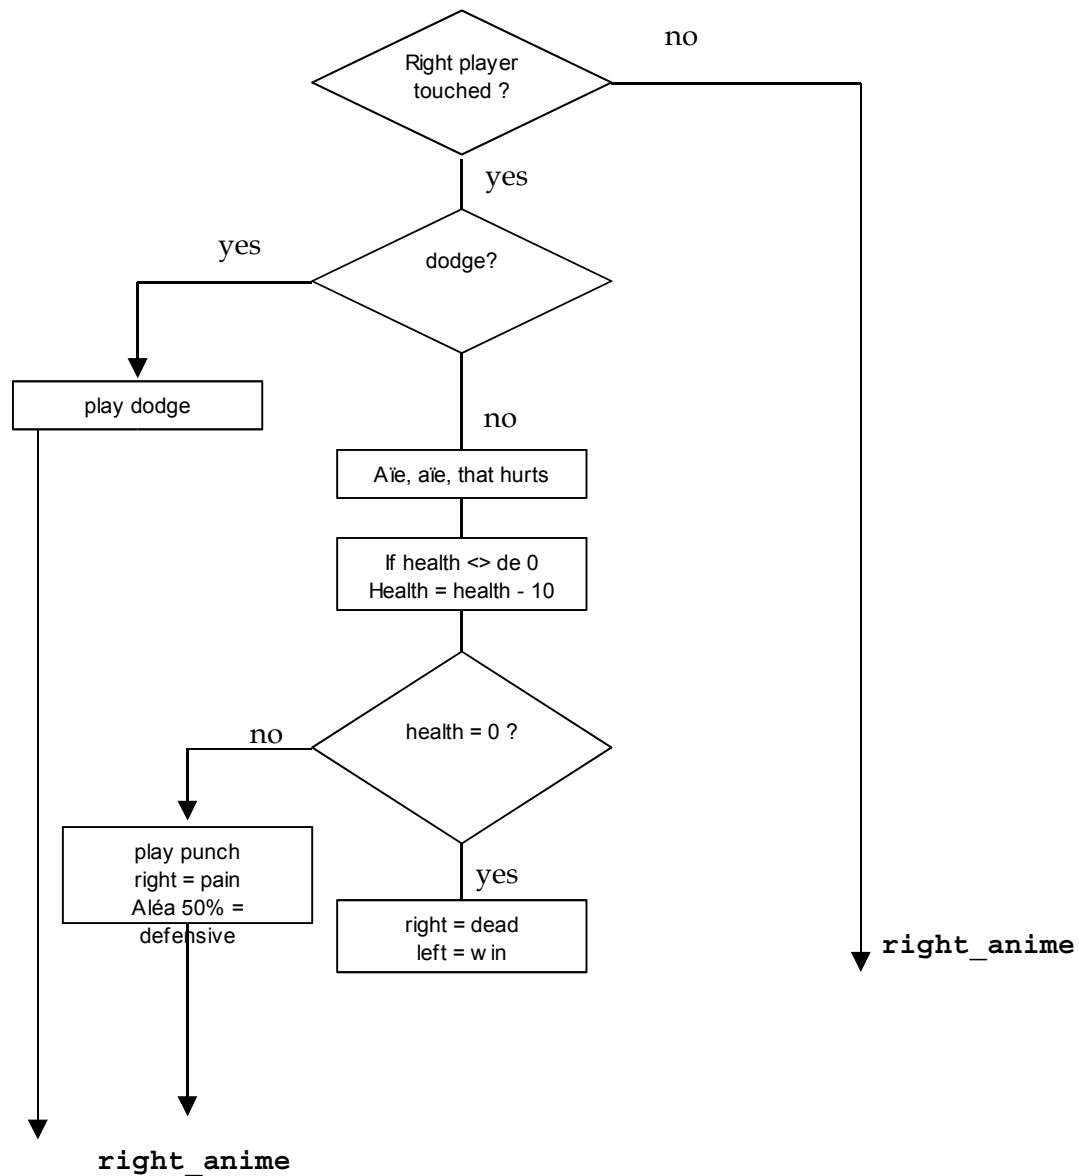 no
Right player
touched ?
yes
yes
dodge?
play dodge
no
Aïe, aïe, that hurts
If health <> de 0
Health = health - 10
health = 0 ?
no
play punch
right = pain
Aléa 50% =
defensive
yes
right = dead
left = win
right_anime
right_anime